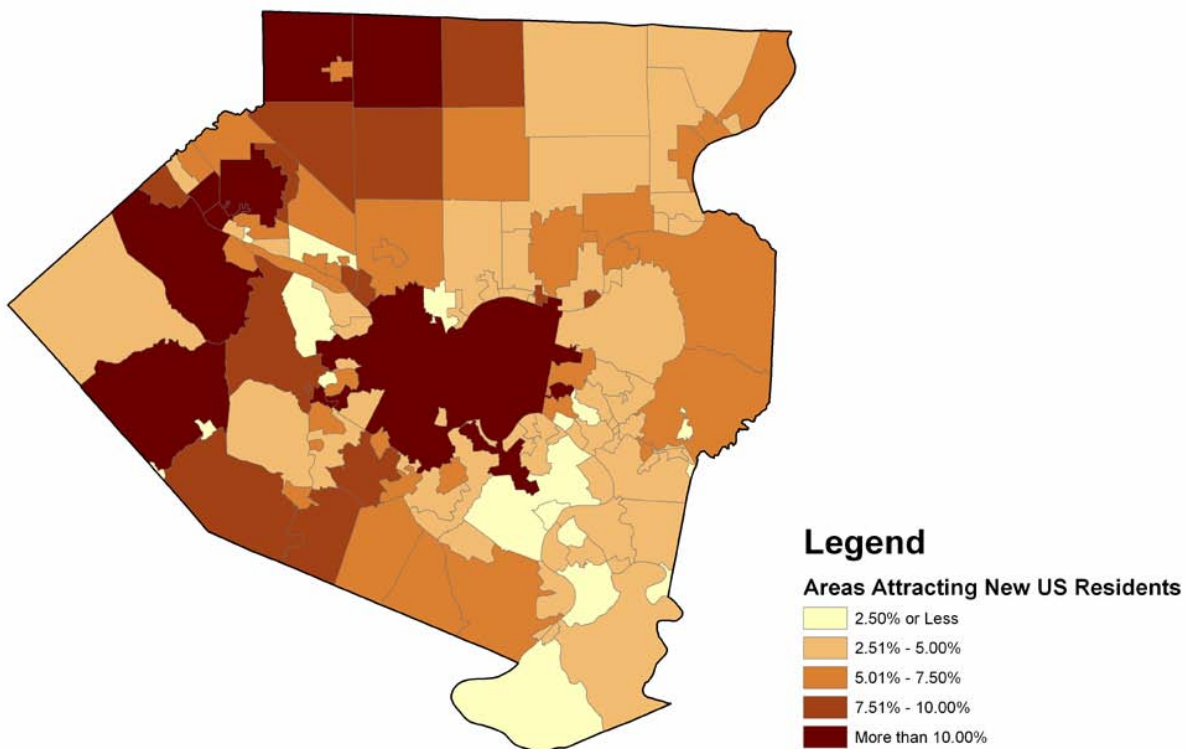 Legend
Areas Attracting New US Residents
2.50% or Less
2.51% - 5.00%
5.01% - 7.50%
7.51% - 10.00%
More than 10.00%